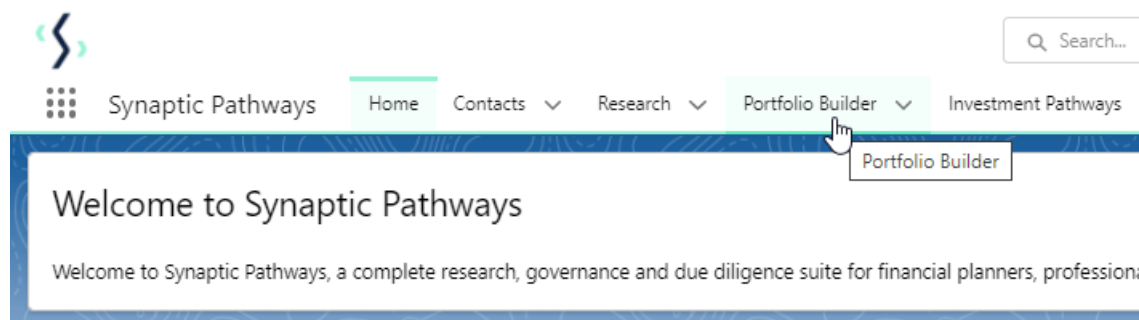 Search...
Synaptic Pathways Home Contacts Research Portfolio Builder Investment Pathways
Portfolio Builder
Welcome to Synaptic Pathways
Welcome to Synaptic Pathways, a complete research, governance and due diligence suite for financial planners,